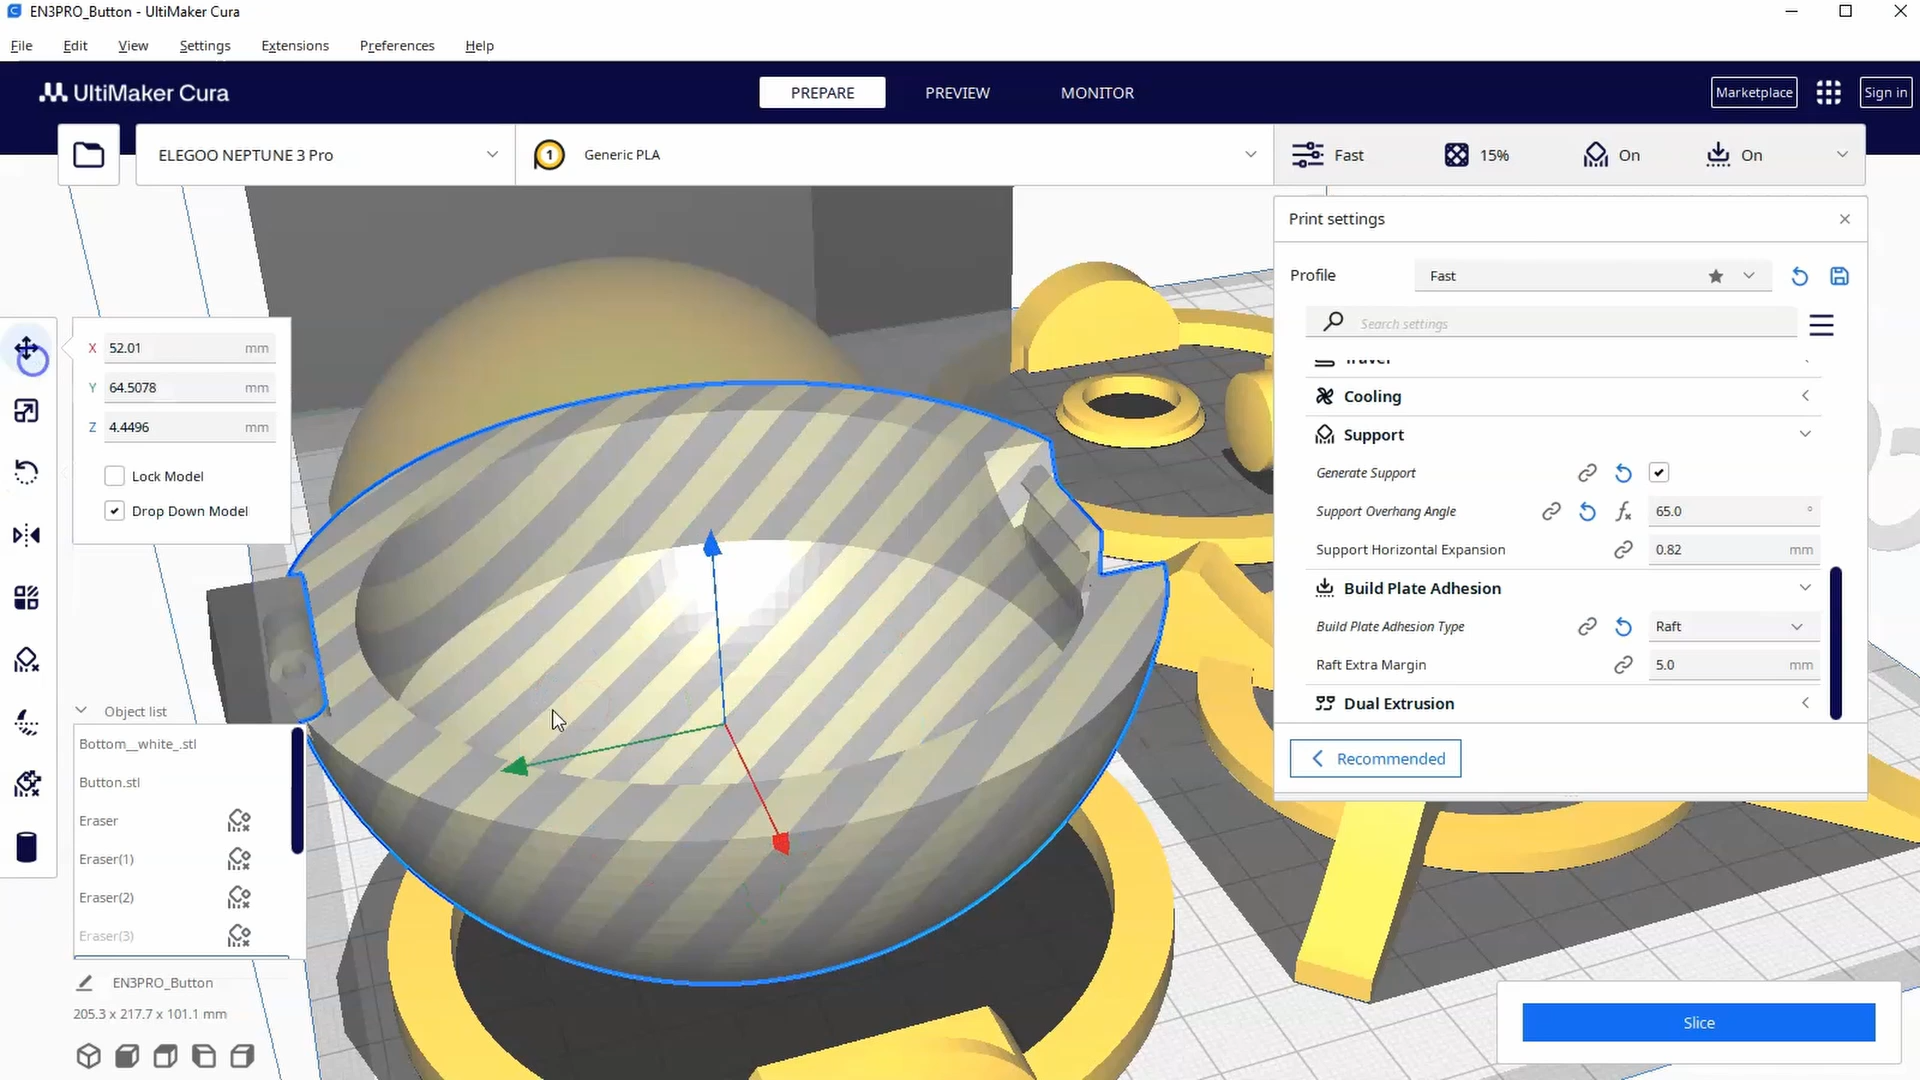 EN3PRO_Button - UltiMaker Cura
File Edit View Settings Extensions Preferences Help
UltiMaker Cura
PREPARE PREVIEW MONITOR
Marketplace
Sign in
ELEGOO NEPTUNE 3 Pro
1 Generic PLA
Fast 15% On On
Print settings
Profile Fast
Search settings
Travel
Cooling
Support
Generate Support
Support Overhang Angle 65.0 °
Support Horizontal Expansion 0.82 mm
Build Plate Adhesion
Build Plate Adhesion Type Raft
Raft Extra Margin 5.0 mm
Dual Extrusion
Recommended
X 52.01 mm
Y 64.5078 mm
Z 4.4496 mm
Lock Model
Drop Down Model
Object list
Bottom__white_.stl
Button.stl
Eraser
Eraser(1)
Eraser(2)
Eraser(3)
EN3PRO_Button
205.3 x 217.7 x 101.1 mm
Slice